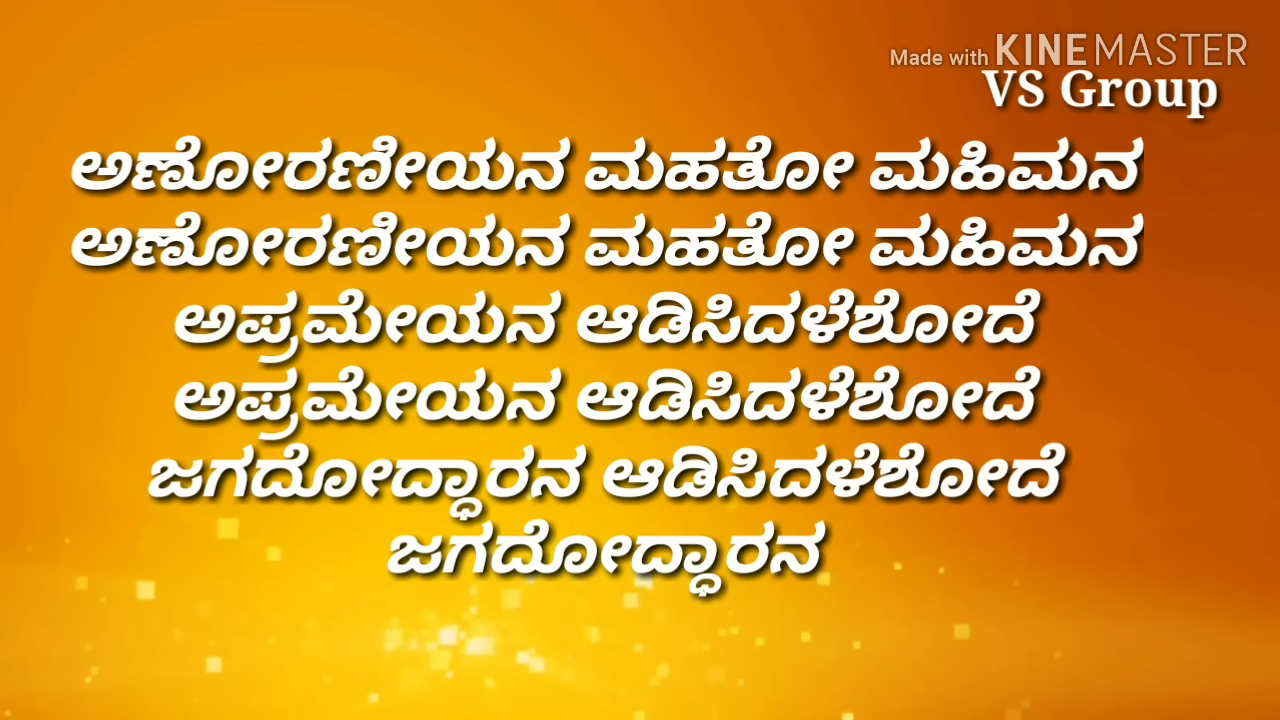 Made with KINEMASTER
VS Group
ಅಣೋರಣೀಯನ ಮಹತೋ ಮಹಿಮನ
ಅಣೋರಣೀಯನ ಮಹತೋ ಮಹಿಮನ
ಅಪ್ರಮೇಯನ ಆಡಿಸಿದಳೆಶೋದೆ
ಅಪ್ರಮೇಯನ ಆಡಿಸಿದಳೆಶೋದೆ
ಜಗದೋದ್ಧಾರನ ಆಡಿಸಿದಳೆಶೋದೆ
ಜಗದೋದ್ಧಾರನ